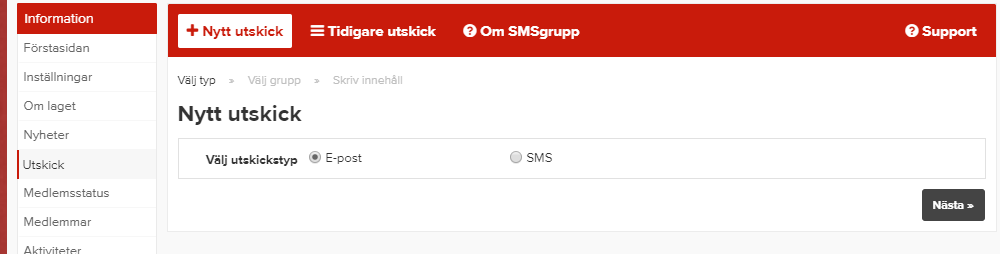 Information
Förstasidan
Inställningar
Om laget
Nyheter
Utskick
Medlemsstatus
Medlemmar
Aktiviteter
+ Nytt utskick
Tidigare utskick
? Om SMSgrupp
? Support
Välj typ » Välj grupp » Skriv innehåll
Nytt utskick
Välj utskickstyp E-post SMS
Nästa »